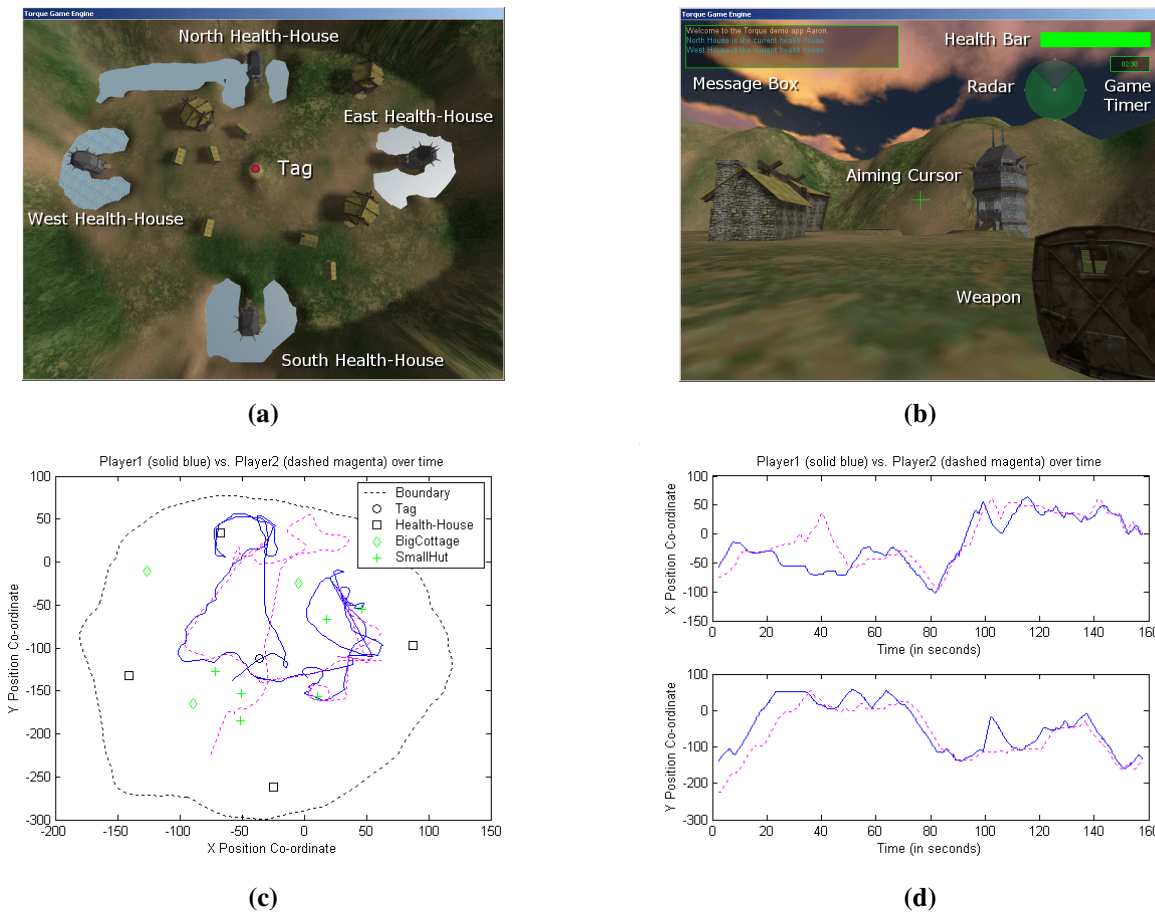 Torque Game Engine
North Health-House
East Health-House
Tag
West Health-House
South Health-House
(a)
Torque Game Engine
Welcome to the Torque demo app Aaron.
North House is the current health house
West House is the current health house
Health Bar
02:30
Message Box
Radar
Game
Timer
Aiming Cursor
Weapon
(b)
Player1 (solid blue) vs. Player2 (dashed magenta) over time
Boundary
Tag
Health-House
BigCottage
SmallHut
Y Position Co-ordinate
100
50
0
-50
-100
-150
-200
-250
-300
-200
-150
-100
-50
0
50
100
150
X Position Co-ordinate
(c)
Player1 (solid blue) vs. Player2 (dashed magenta) over time
X Position Co-ordinate
100
50
0
-50
-100
-150
0
20
40
60
80
100
120
140
160
Time (in seconds)
Y Position Co-ordinate
100
0
-100
-200
-300
0
20
40
60
80
100
120
140
160
Time (in seconds)
(d)